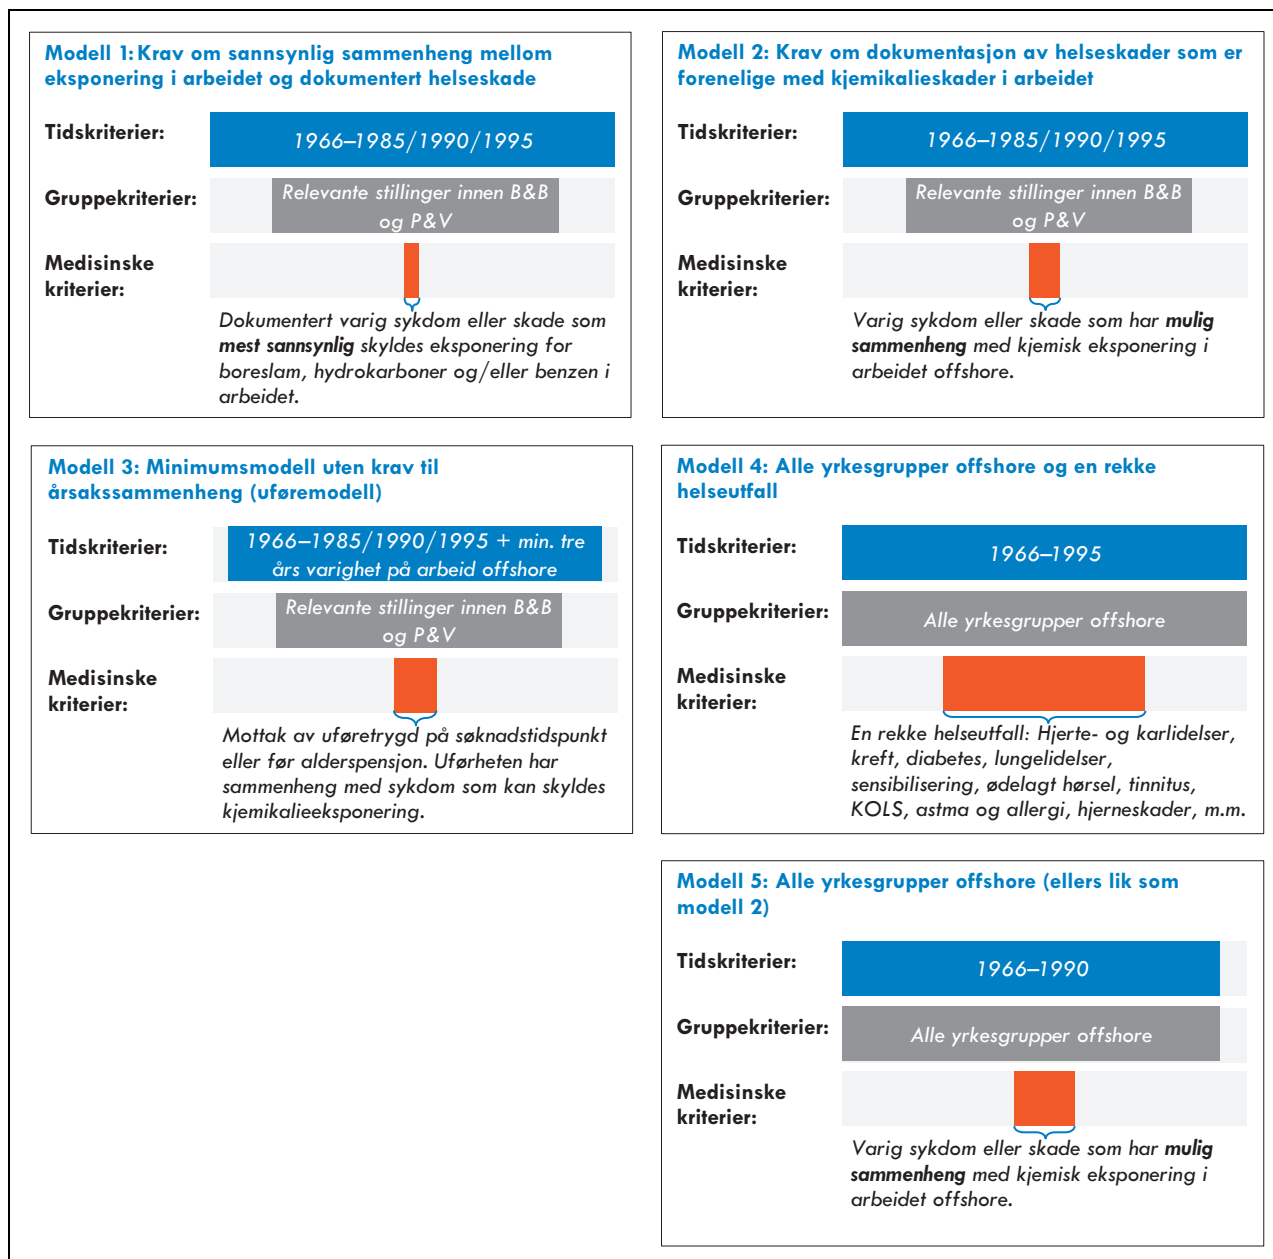 Modell 1: Krav om sannsynlig sammenheng mellom
eksponering i arbeidet og dokumentert helseskade
Tidskriterier:
1966–1985/1990/1995
Gruppekriterier:
Relevante stillinger innen B&B
og P&V
Medisinske
kriterier:
Dokumentert varig sykdom eller skade som
mest sannsynlig skyldes eksponering for
boreslam, hydrokarboner og/eller benzen i
arbeidet.
Modell 2: Krav om dokumentasjon av helseskader som er
forenelige med kjemikalieskader i arbeidet
Tidskriterier:
1966–1985/1990/1995
Gruppekriterier:
Relevante stillinger innen B&B
og P&V
Medisinske
kriterier:
Varig sykdom eller skade som har mulig
sammenheng med kjemisk eksponering i
arbeidet offshore.
Modell 3: Minimumsmodell uten krav til
årsakssammenheng (uføremodell)
Tidskriterier:
1966–1985/1990/1995 + min. tre
års varighet på arbeid offshore
Gruppekriterier:
Relevante stillinger innen B&B
og P&V
Medisinske
kriterier:
Mottak av uføretrygd på søknadstidspunkt
eller før alderspensjon. Uførheten har
sammenheng med sykdom som kan skyldes
kjemikalieeksponering.
Modell 4: Alle yrkesgrupper offshore og en rekke
helseutfall
Tidskriterier:
1966–1995
Gruppekriterier:
Alle yrkesgrupper offshore
Medisinske
kriterier:
En rekke helseutfall: Hjerte- og karlidelser,
kreft, diabetes, lungelidelser,
sensibilisering, ødelagt hørsel, tinnitus,
KOLS, astma og allergi, hjerneskader, m.m.
Modell 5: Alle yrkesgrupper offshore (ellers lik som
modell 2)
Tidskriterier:
1966–1990
Gruppekriterier:
Alle yrkesgrupper offshore
Medisinske
kriterier:
Varig sykdom eller skade som har mulig
sammenheng med kjemisk eksponering i
arbeidet offshore.